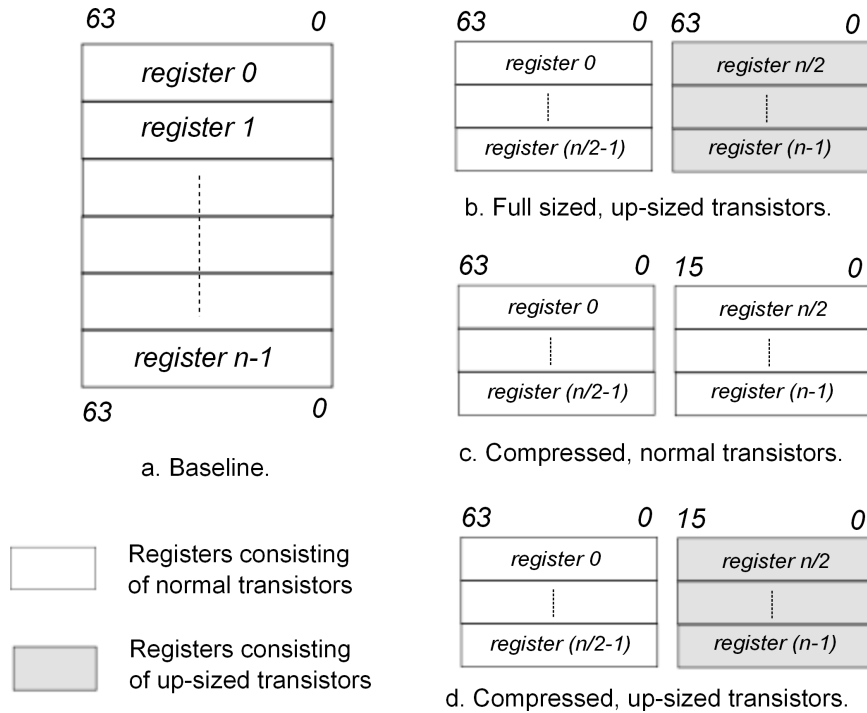 63 0
register 0
register 1
register n-1
63 0
a. Baseline.
Registers consisting
of normal transistors
Registers consisting
of up-sized transistors
63 0 63 0
register 0 register n/2
register (n/2-1) register (n-1)
b. Full sized, up-sized transistors.
63 0 15 0
register 0 register n/2
register (n/2-1) register (n-1)
c. Compressed, normal transistors.
63 0 15 0
register 0 register n/2
register (n/2-1) register (n-1)
d. Compressed, up-sized transistors.